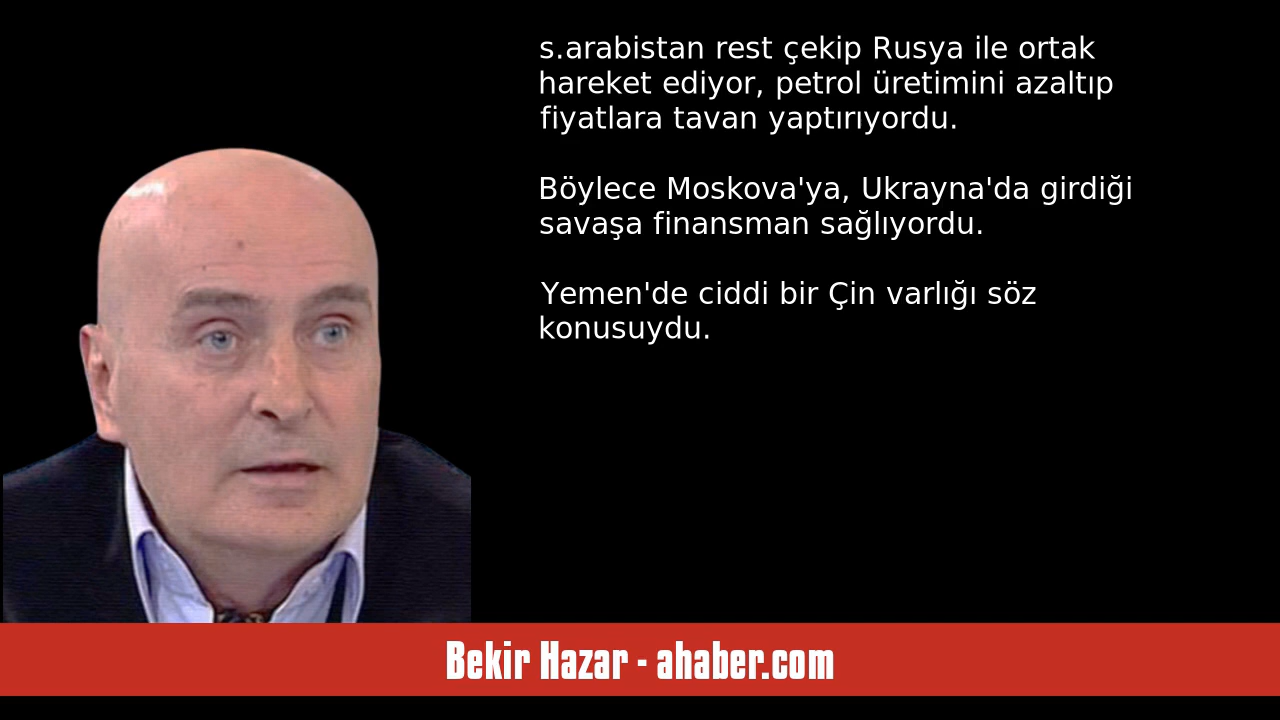 s.arabistan rest çekip Rusya ile ortak
hareket ediyor, petrol üretimini azaltıp
fiyatlara tavan yaptırıyordu.
Böylece Moskova'ya, Ukrayna'da girdiği
savaşa finansman sağlıyordu.
Yemen'de ciddi bir Çin varlığı söz
konusuydu.
Bekir Hazar - ahaber.com